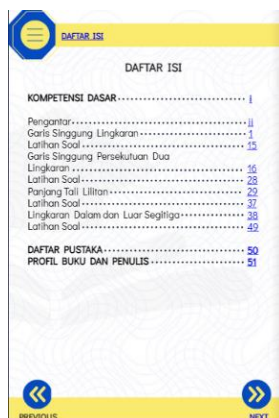 DAFTAR ISI
DAFTAR ISI
KOMPETENSI DASAR.................................... i
Pengantar.................................................. ii
Garis Singgung Lingkaran............................ 1
Latihan Soal.............................................. 15
Garis Singgung Persekutuan Dua
Lingkaran................................................. 16
Latihan Soal.............................................. 28
Panjang Tali Lilitan.................................... 29
Latihan Soal.............................................. 37
Lingkaran Dalam dan Luar Segitiga............... 38
Latihan Soal.............................................. 49
DAFTAR PUSTAKA.................................... 50
PROFIL BUKU DAN PENULIS........................ 51
PREVIOUS
NEXT